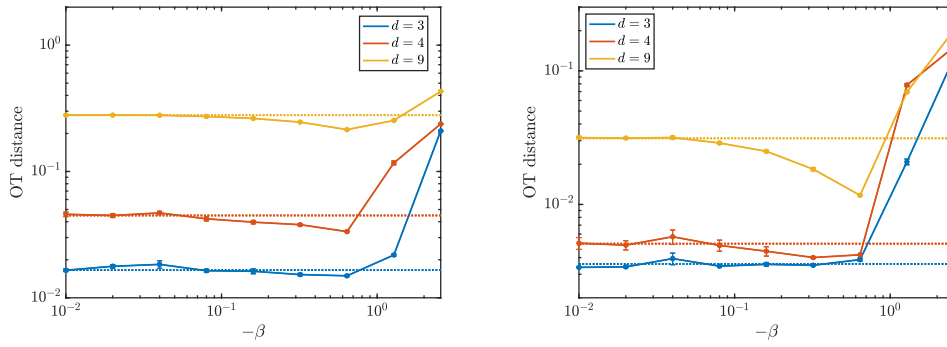 10^0
10^-1
10^-2
OT distance
d = 3
d = 4
d = 9
10^-2
10^-1
10^0
−β
10^-1
10^-2
OT distance
d = 3
d = 4
d = 9
10^-2
10^-1
10^0
−β